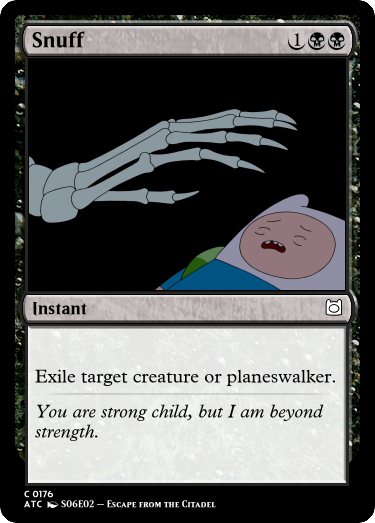 Snuff 1
Instant
Exile target creature or planeswalker.
You are strong child, but I am beyond
strength.
C 0176
ATC S06E02 – Escape from the Citadel